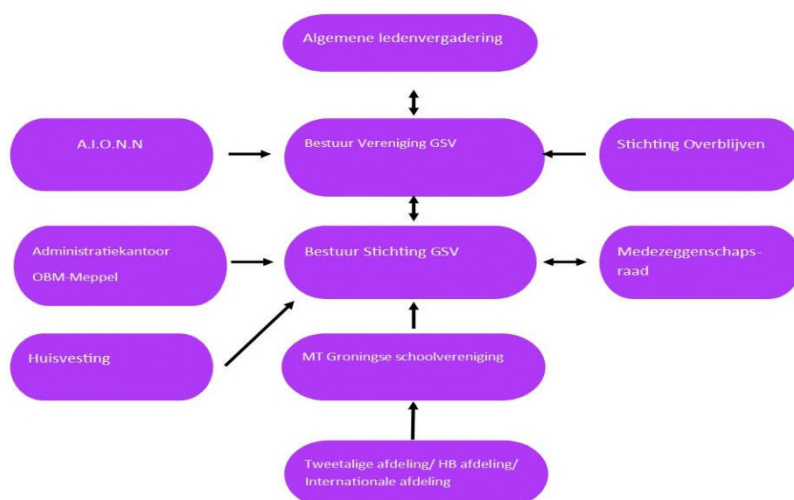 Algemene ledenvergadering
A.I.O.N.N
Bestuur Vereniging GSV
Stichting Overblijven
Administratiekantoor
OBM-Meppel
Bestuur Stichting GSV
Medezeggenschaps-
raad
Huisvesting
MT Groningse schoolvereniging
Tweetalige afdeling/ HB afdeling/
Internationale afdeling